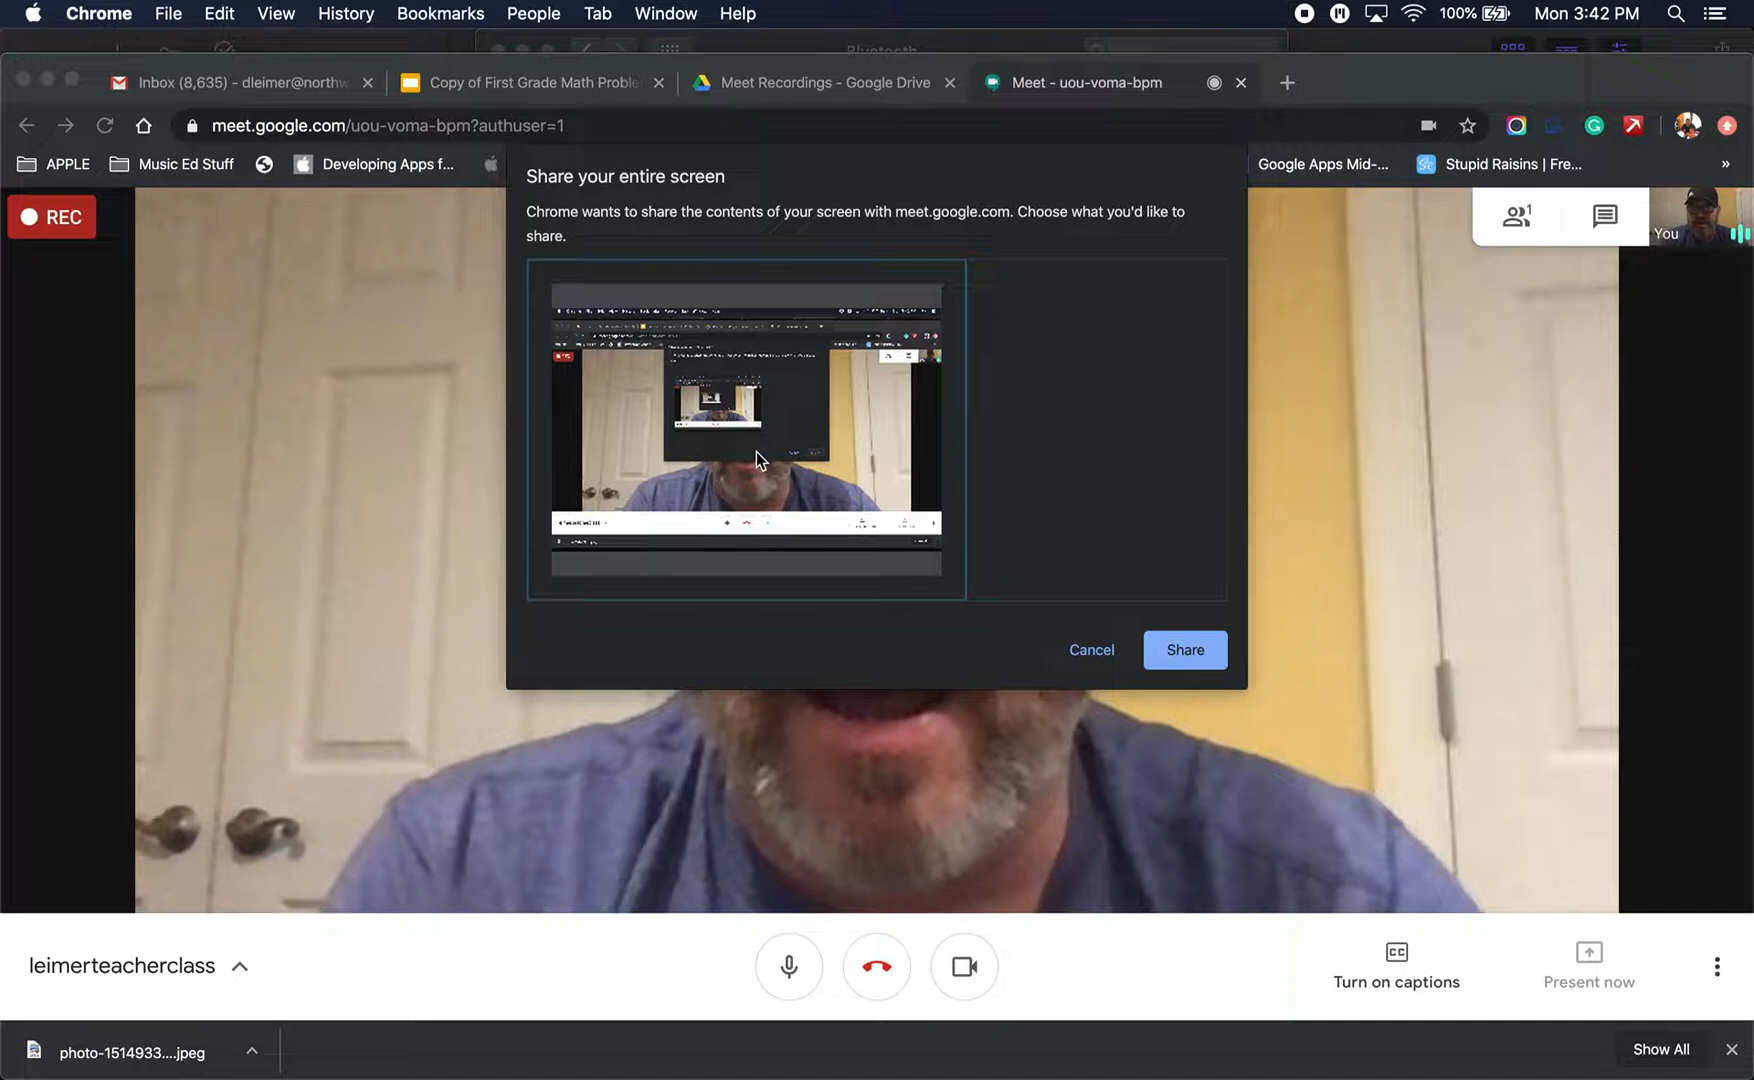 Chrome File Edit View History Bookmarks People Tab Window Help 100% Mon 3:42 PM
Bluetooth
Inbox (8,635) - dleimer@northw Copy of First Grade Math Proble Meet Recordings - Google Drive Meet - uou-voma-bpm
meet.google.com/uou-voma-bpm?authuser=1
APPLE Music Ed Stuff Developing Apps f... Google Apps Mid-... Stupid Raisins | Fre... »
Share your entire screen
Chrome wants to share the contents of your screen with meet.google.com. Choose what you'd like to
share.
REC
1
You
Cancel Share
leimerteacherclass
CC
Turn on captions Present now
photo-1514933....jpeg Show All